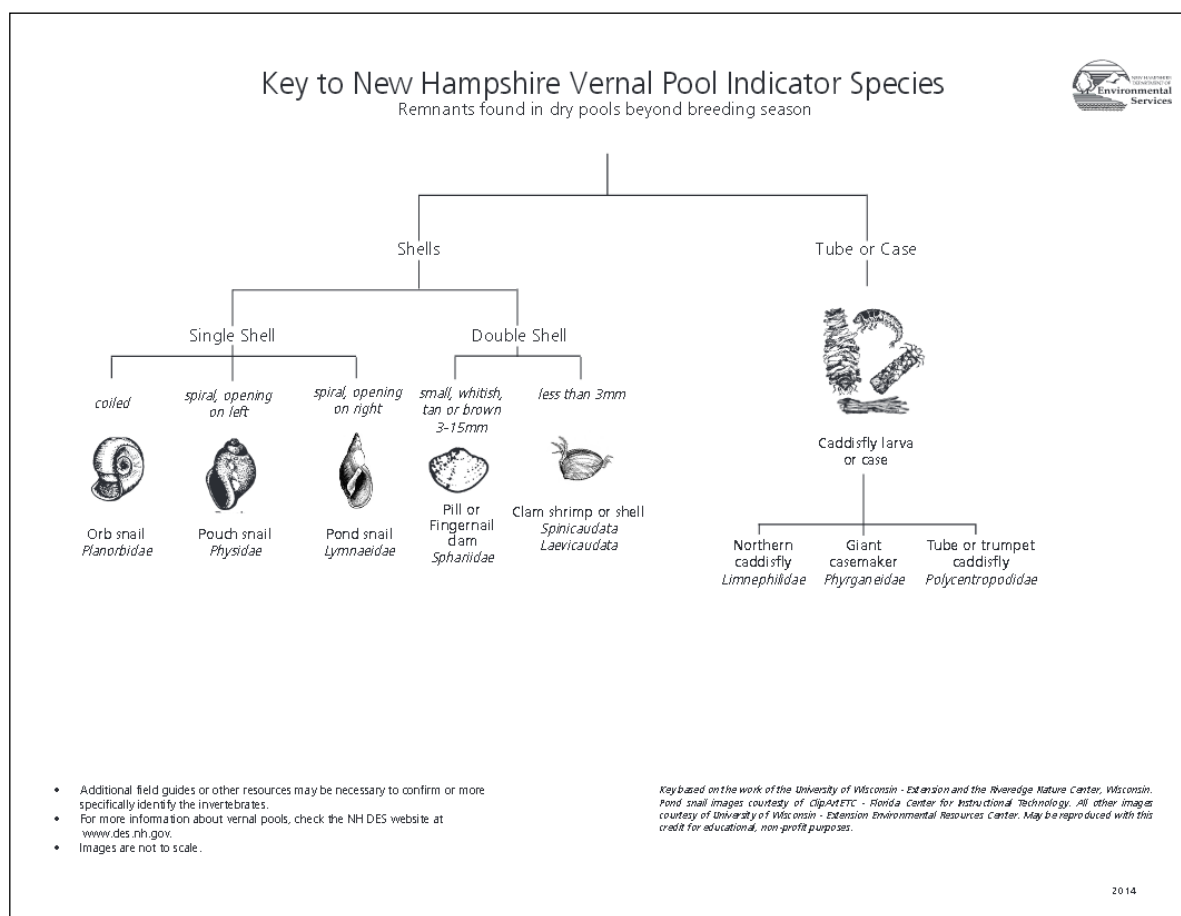 Key to New Hampshire Vernal Pool Indicator Species
Remnants found in dry pools beyond breeding season
NEW HAMPSHIRE
DEPARTMENT OF
Environmental
Services
Shells
Tube or Case
Single Shell
Double Shell
coiled
spiral, opening
on left
spiral, opening
on right
small, whitish,
tan or brown
3-15mm
less than 3mm
Orb snail
Planorbidae
Pouch snail
Physidae
Pond snail
Lymnaeidae
Pill or
Fingernail
clam
Sphariidae
Clam shrimp or shell
Spinicaudata
Laevicaudata
Caddisfly larva
or case
Northern
caddisfly
Limnephilidae
Giant
casemaker
Phyrganeidae
Tube or trumpet
caddisfly
Polycentropodidae
• Additional field guides or other resources may be necessary to confirm or more
specifically identify the invertebrates.
• For more information about vernal pools, check the NH DES website at
www.des.nh.gov.
• Images are not to scale.
Key based on the work of the University of Wisconsin - Extension and the Riveredge Nature Center, Wisconsin.
Pond snail images courtesy of ClipArtETC - Florida Center for Instructional Technology. All other images
courtesy of University of Wisconsin - Extension Environmental Resources Center. May be reproduced with this
credit for educational, non-profit purposes.
2014